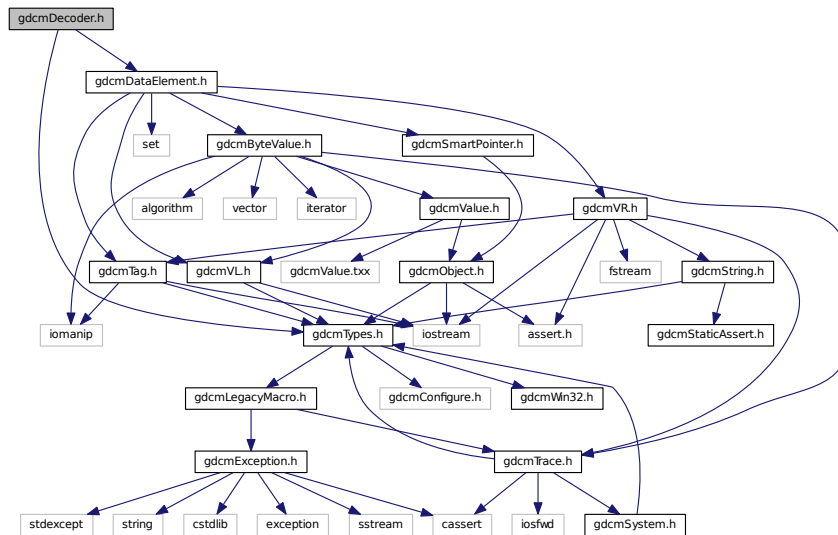 gdcmDecoder.h
gdcmDataElement.h
set
gdcmByteValue.h
gdcmSmartPointer.h
algorithm
vector
iterator
gdcmValue.h
gdcmVR.h
gdcmTag.h
gdcmVL.h
gdcmValue.txx
gdcmObject.h
fstream
gdcmString.h
iomanip
gdcmTypes.h
iostream
assert.h
gdcmStaticAssert.h
gdcmLegacyMacro.h
gdcmConfigure.h
gdcmWin32.h
gdcmException.h
gdcmTrace.h
stdexcept
string
cstdlib
exception
sstream
cassert
iosfwd
gdcmSystem.h